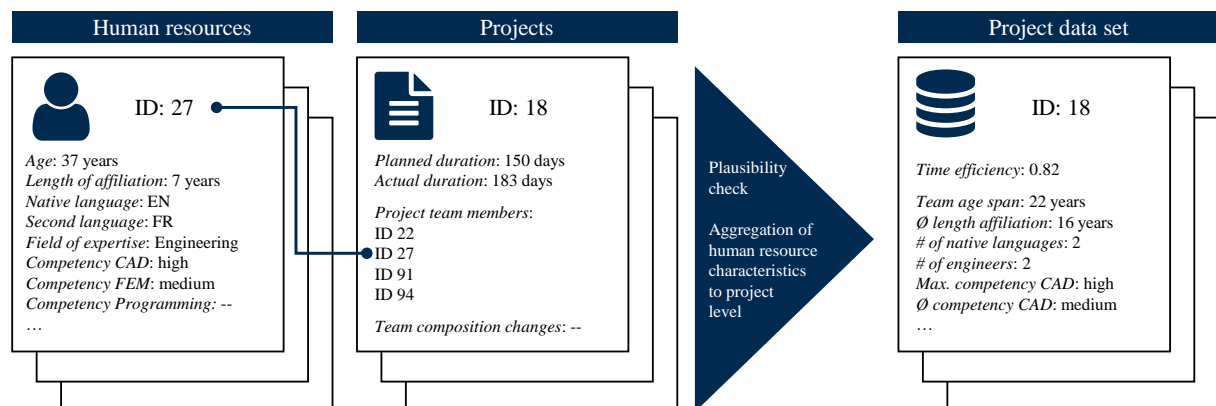 Human resources
ID: 27
Age: 37 years
Length of affiliation: 7 years
Native language: EN
Second language: FR
Field of expertise: Engineering
Competency CAD: high
Competency FEM: medium
Competency Programming: --
…
Projects
ID: 18
Planned duration: 150 days
Actual duration: 183 days
Project team members:
ID 22
ID 27
ID 91
ID 94
Team composition changes: --
Plausibility
check
Aggregation of
human resource
characteristics
to project
level
Project data set
ID: 18
Time efficiency: 0.82
Team age span: 22 years
Ø length affiliation: 16 years
# of native languages: 2
# of engineers: 2
Max. competency CAD: high
Ø competency CAD: medium
…